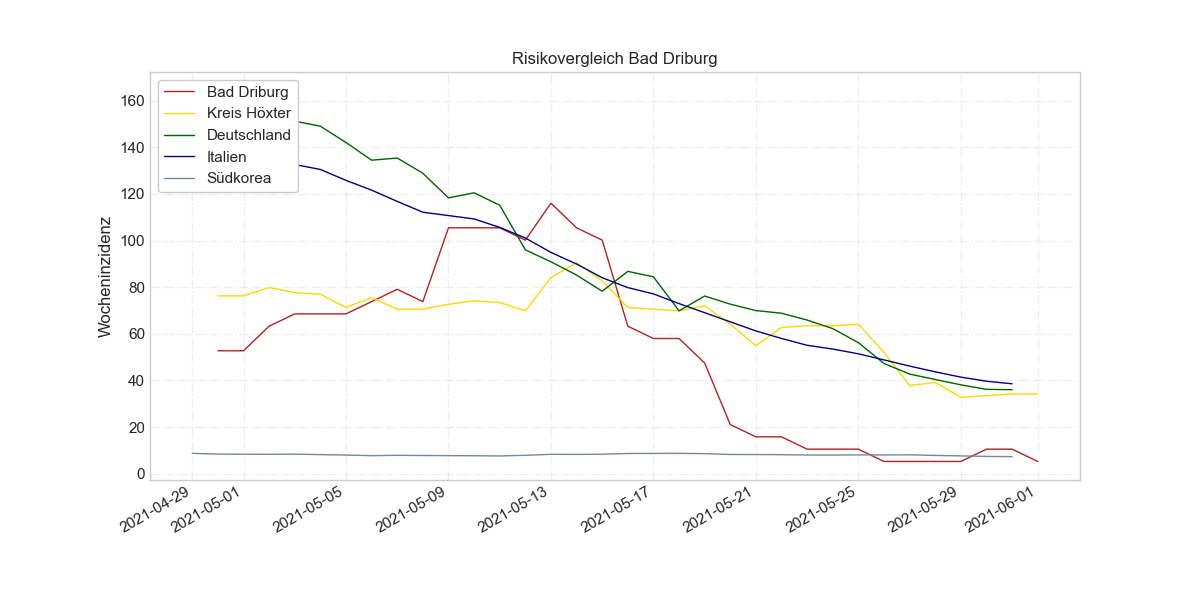 Risikovergleich Bad Driburg
Bad Driburg
Kreis Höxter
Deutschland
Italien
Südkorea
Wocheninzidenz
160
140
120
100
80
60
40
20
0
2021-04-29
2021-05-01
2021-05-05
2021-05-09
2021-05-13
2021-05-17
2021-05-21
2021-05-25
2021-05-29
2021-06-01